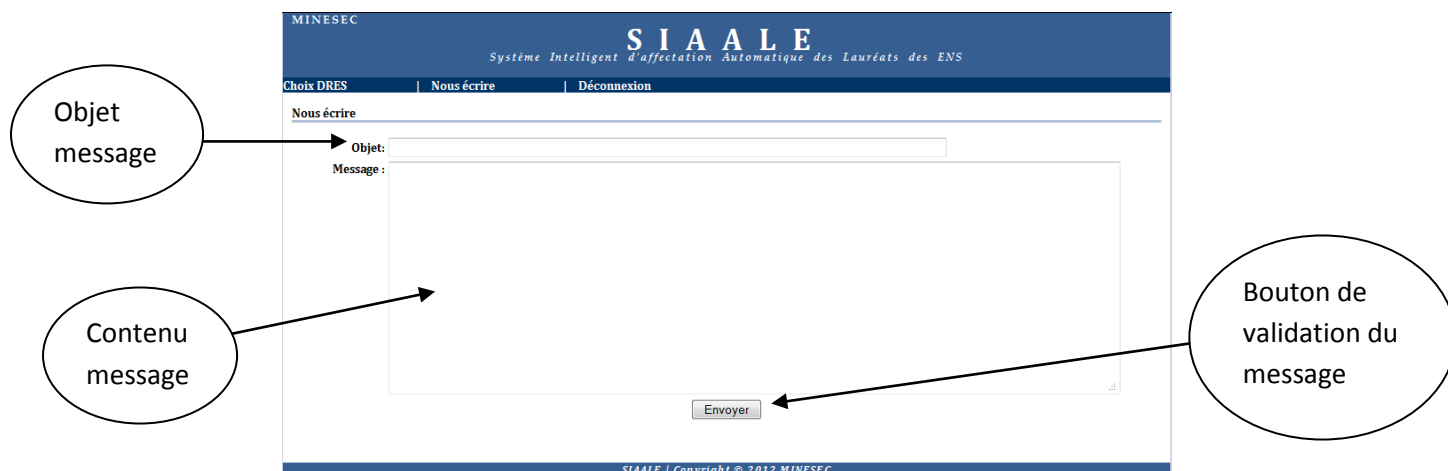 MINESEC
S I A A L E
Système Intelligent d'affectation Automatique des Lauréats des ENS
Choix DRES | Nous écrire | Déconnexion
Nous écrire
Objet
message
Objet:
Message :
Contenu
message
Bouton de
validation du
message
Envoyer
SIAALE | Copyright © 2012 MINESEC